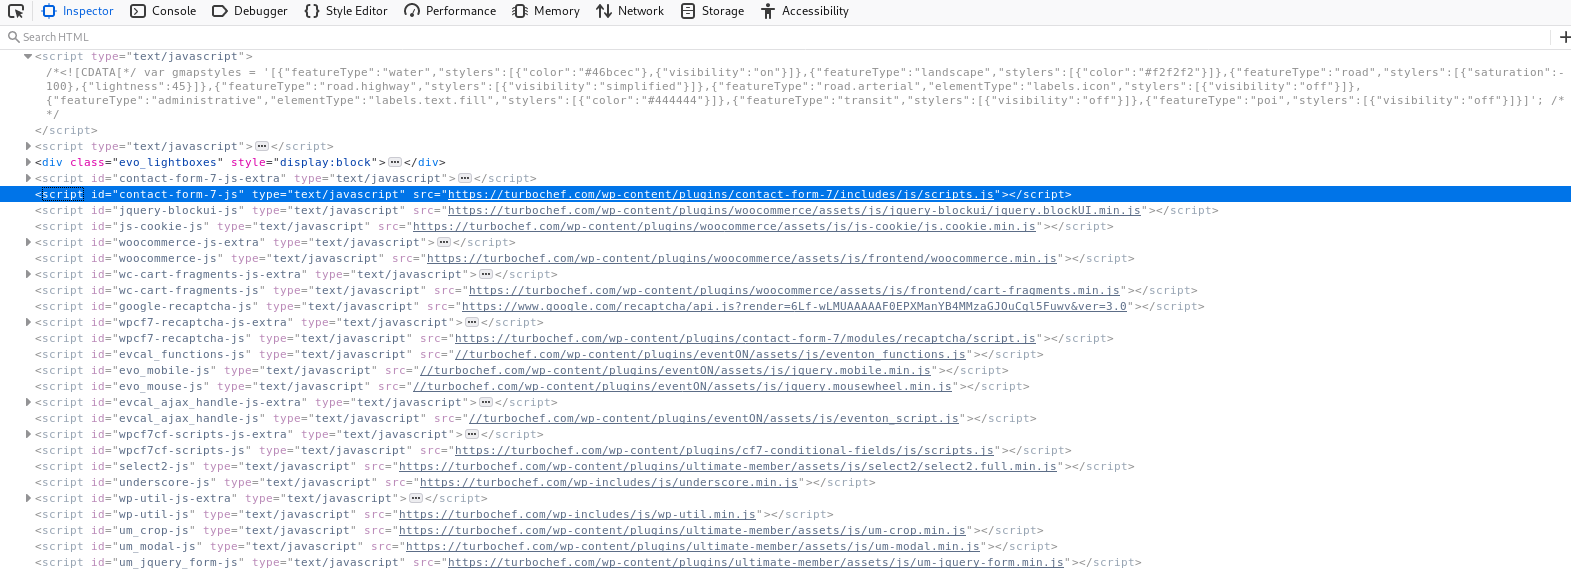 Inspector Console Debugger Style Editor Performance Memory Network Storage Accessibility
Search HTML
<script type="text/javascript">
/*<![CDATA[*/ var gmapstyles = '[{"featureType":"water","stylers":[{"color":"#46bcec"},{"visibility":"on"}]},{"featureType":"landscape","stylers":[{"color":"#f2f2f2"}]},{"featureType":"road","stylers":[{"saturation":-
100},{"lightness":45}]},{"featureType":"road.highway","stylers":[{"visibility":"simplified"}]},{"featureType":"road.arterial","elementType":"labels.icon","stylers":[{"visibility":"off"}]},
{"featureType":"administrative","elementType":"labels.text.fill","stylers":[{"color":"#444444"}]},{"featureType":"transit","stylers":[{"visibility":"off"}]},{"featureType":"poi","stylers":[{"visibility":"off"}]}]'; /*
*/
</script>
<script type="text/javascript"></script>
<div class="evo_lightboxes" style="display:block"></div>
<script id="contact-form-7-js-extra" type="text/javascript"></script>
<script id="contact-form-7-js" type="text/javascript" src="https://turbochef.com/wp-content/plugins/contact-form-7/includes/js/scripts.js"></script>
<script id="jquery-blockui-js" type="text/javascript" src="https://turbochef.com/wp-content/plugins/woocommerce/assets/js/jquery-blockui/jquery.blockUI.min.js"></script>
<script id="js-cookie-js" type="text/javascript" src="https://turbochef.com/wp-content/plugins/woocommerce/assets/js/js-cookie/js.cookie.min.js"></script>
<script id="woocommerce-js-extra" type="text/javascript"></script>
<script id="woocommerce-js" type="text/javascript" src="https://turbochef.com/wp-content/plugins/woocommerce/assets/js/frontend/woocommerce.min.js"></script>
<script id="wc-cart-fragments-js-extra" type="text/javascript"></script>
<script id="wc-cart-fragments-js" type="text/javascript" src="https://turbochef.com/wp-content/plugins/woocommerce/assets/js/frontend/cart-fragments.min.js"></script>
<script id="google-recaptcha-js" type="text/javascript" src="https://www.google.com/recaptcha/api.js?render=6Lf-wLMUAAAAAF0EPXManYB4MMzaGJOuCql5Fuwv&ver=3.0"></script>
<script id="wpcf7-recaptcha-js-extra" type="text/javascript"></script>
<script id="wpcf7-recaptcha-js" type="text/javascript" src="https://turbochef.com/wp-content/plugins/contact-form-7/modules/recaptcha/script.js"></script>
<script id="evcal_functions-js" type="text/javascript" src="//turbochef.com/wp-content/plugins/eventON/assets/js/eventon_functions.js"></script>
<script id="evo_mobile-js" type="text/javascript" src="//turbochef.com/wp-content/plugins/eventON/assets/js/jquery.mobile.min.js"></script>
<script id="evo_mouse-js" type="text/javascript" src="//turbochef.com/wp-content/plugins/eventON/assets/js/jquery.mousewheel.min.js"></script>
<script id="evcal_ajax_handle-js-extra" type="text/javascript"></script>
<script id="evcal_ajax_handle-js" type="text/javascript" src="//turbochef.com/wp-content/plugins/eventON/assets/js/eventon_script.js"></script>
<script id="wpcf7cf-scripts-js-extra" type="text/javascript"></script>
<script id="wpcf7cf-scripts-js" type="text/javascript" src="https://turbochef.com/wp-content/plugins/cf7-conditional-fields/js/scripts.js"></script>
<script id="select2-js" type="text/javascript" src="https://turbochef.com/wp-content/plugins/ultimate-member/assets/js/select2/select2.full.min.js"></script>
<script id="underscore-js" type="text/javascript" src="https://turbochef.com/wp-includes/js/underscore.min.js"></script>
<script id="wp-util-js-extra" type="text/javascript"></script>
<script id="wp-util-js" type="text/javascript" src="https://turbochef.com/wp-includes/js/wp-util.min.js"></script>
<script id="um_crop-js" type="text/javascript" src="https://turbochef.com/wp-content/plugins/ultimate-member/assets/js/um-crop.min.js"></script>
<script id="um_modal-js" type="text/javascript" src="https://turbochef.com/wp-content/plugins/ultimate-member/assets/js/um-modal.min.js"></script>
<script id="um_jquery_form-js" type="text/javascript" src="https://turbochef.com/wp-content/plugins/ultimate-member/assets/js/um-jquery-form.min.js"></script>